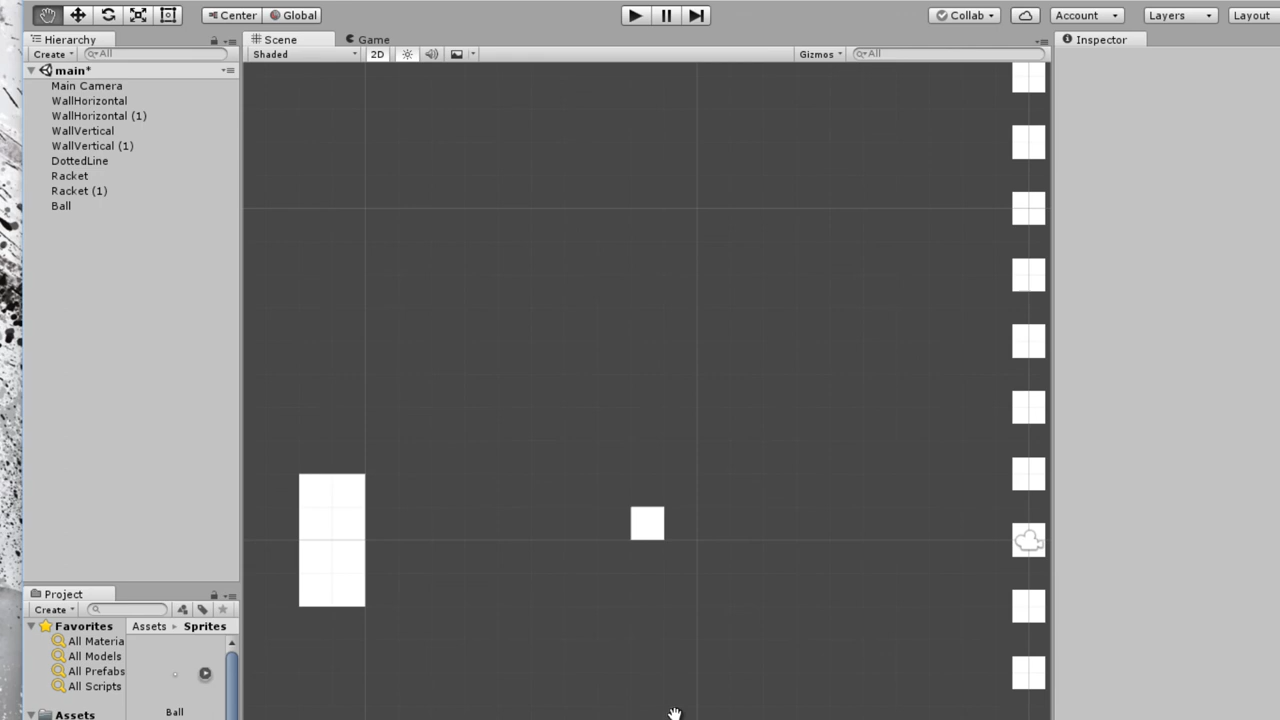 Center Global Collab Account Layers Layout
Hierarchy Scene Game Inspector
Create All Shaded 2D Gizmos All
main*
Main Camera
WallHorizontal
WallHorizontal (1)
WallVertical
WallVertical (1)
DottedLine
Racket
Racket (1)
Ball
Project
Create
Favorites Assets Sprites
All Materia
All Models
All Prefabs
All Scripts
Ball
Assets